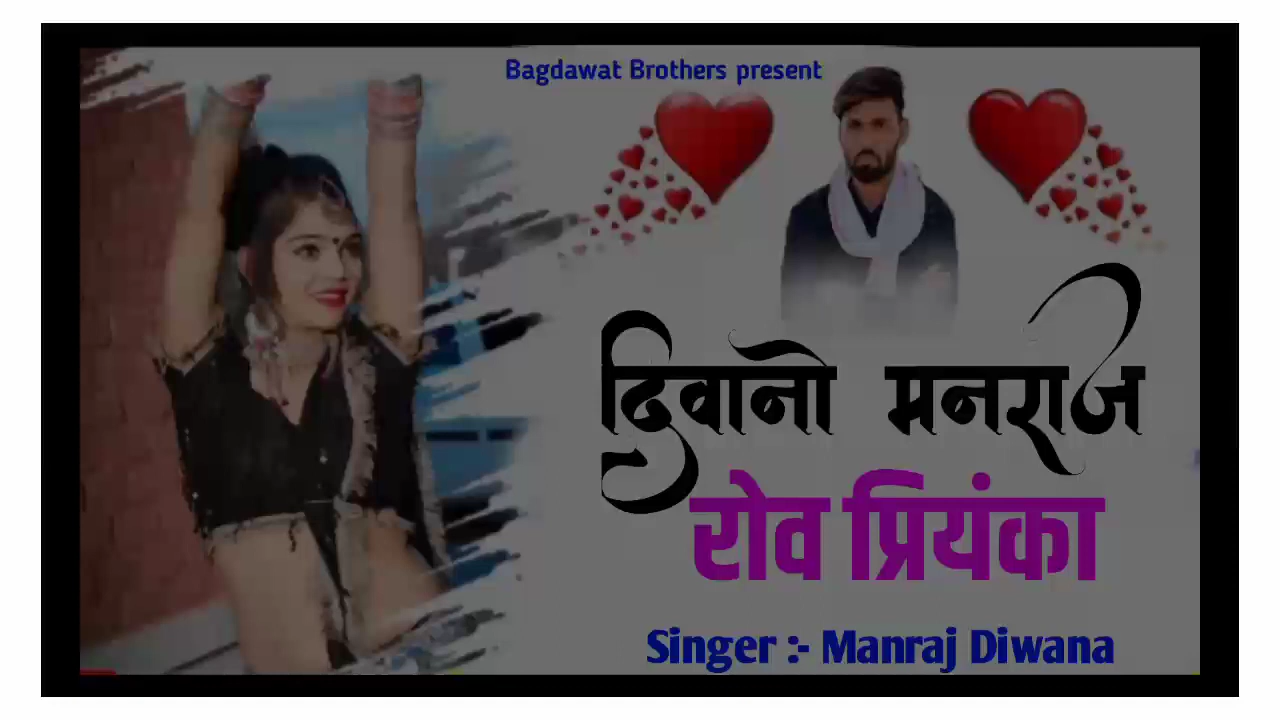 Bagdawat Brothers present
दिवानो मनराज
रोव प्रियंका
Singer :- Manraj Diwana